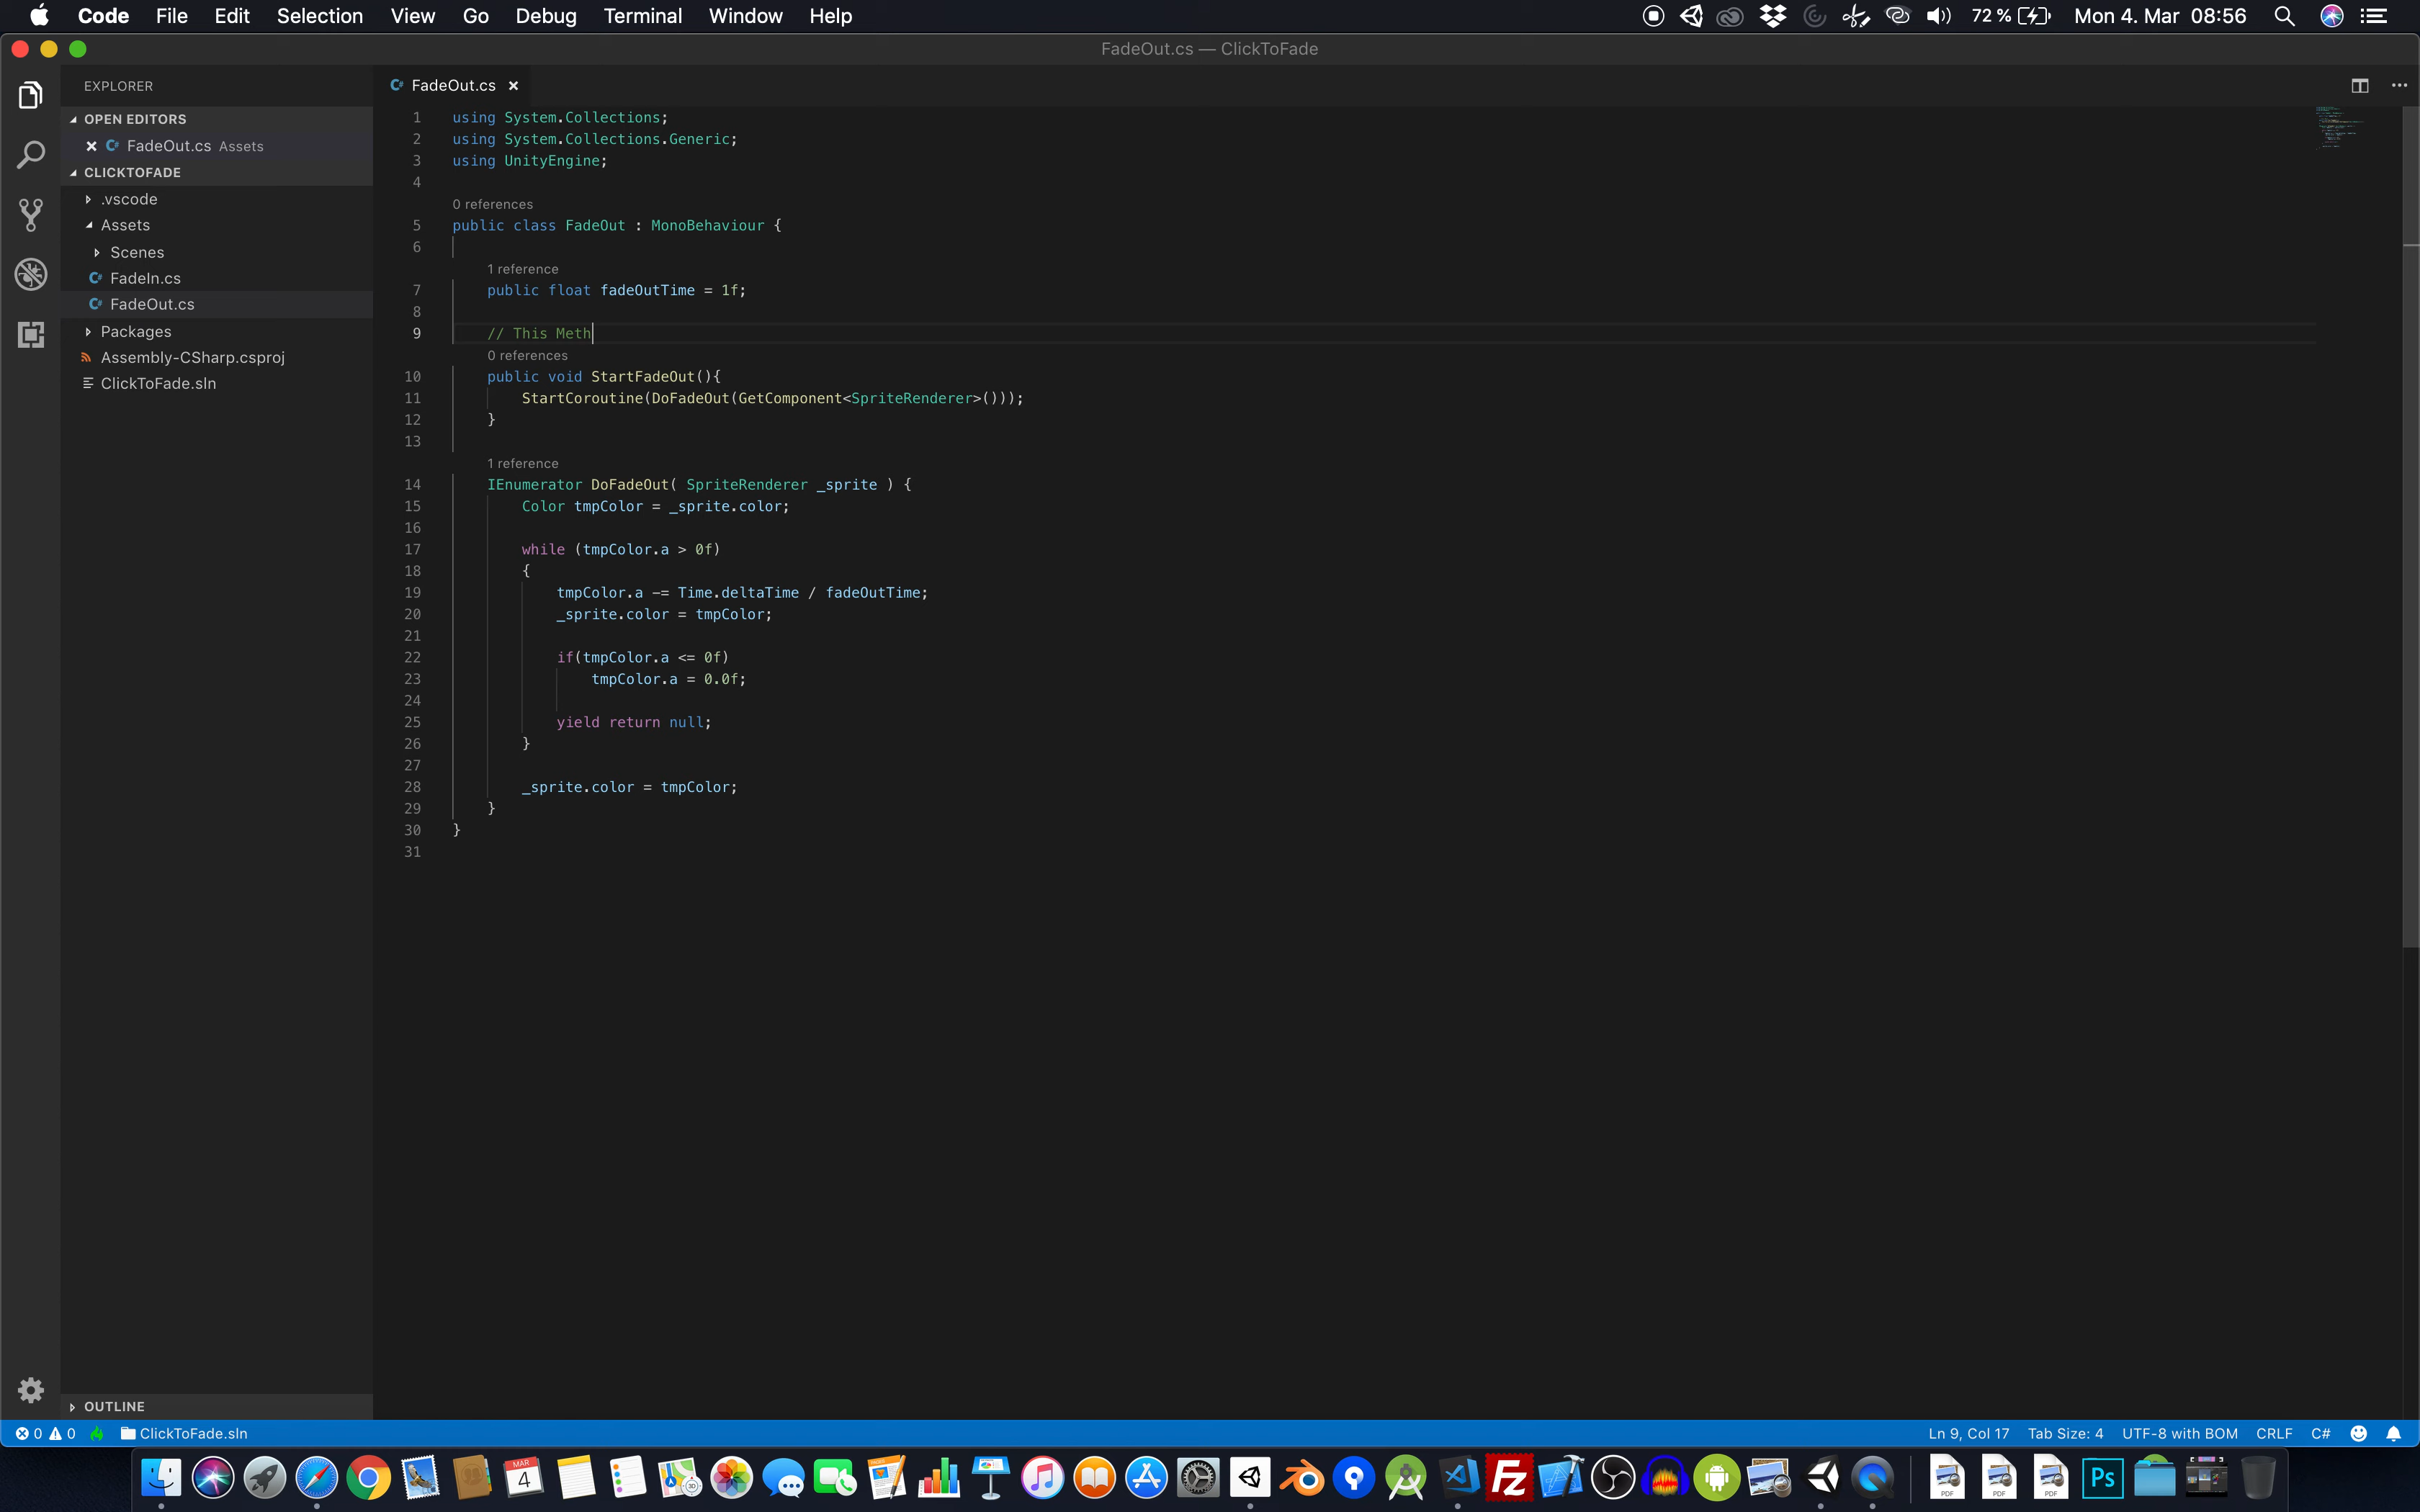 Code File Edit Selection View Go Debug Terminal Window Help 72 % Mon 4. Mar 08:56
FadeOut.cs — ClickToFade
EXPLORER
OPEN EDITORS
FadeOut.cs Assets
CLICKTOFADE
.vscode
Assets
Scenes
C# FadeIn.cs
C# FadeOut.cs
Packages
Assembly-CSharp.csproj
ClickToFade.sln
OUTLINE
C# FadeOut.cs
1 using System.Collections;
2 using System.Collections.Generic;
3 using UnityEngine;
4
0 references
5 public class FadeOut : MonoBehaviour {
6
1 reference
7 public float fadeOutTime = 1f;
8
9 // This Meth
0 references
10 public void StartFadeOut(){
11 StartCoroutine(DoFadeOut(GetComponent<SpriteRenderer>()));
12 }
13
1 reference
14 IEnumerator DoFadeOut( SpriteRenderer _sprite ) {
15 Color tmpColor = _sprite.color;
16
17 while (tmpColor.a > 0f)
18 {
19 tmpColor.a -= Time.deltaTime / fadeOutTime;
20 _sprite.color = tmpColor;
21
22 if(tmpColor.a <= 0f)
23 tmpColor.a = 0.0f;
24
25 yield return null;
26 }
27
28 _sprite.color = tmpColor;
29 }
30 }
31
0 0 ClickToFade.sln Ln 9, Col 17 Tab Size: 4 UTF-8 with BOM CRLF C#
MAR
4
3D
Fz
PDF PDF PDF
Ps